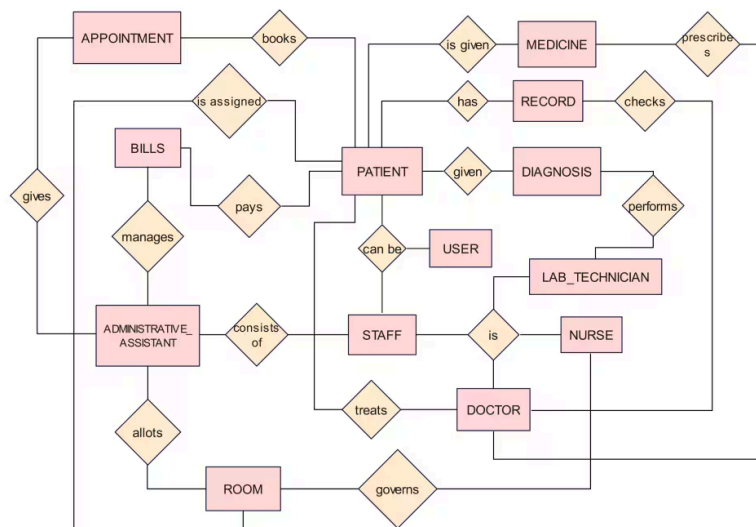 APPOINTMENT
books
is given
MEDICINE
prescribe
s
is assigned
has
RECORD
checks
BILLS
PATIENT
given
DIAGNOSIS
gives
pays
performs
manages
can be
USER
LAB_TECHNICIAN
ADMINISTRATIVE_
ASSISTANT
consists
of
STAFF
is
NURSE
treats
DOCTOR
allots
ROOM
governs